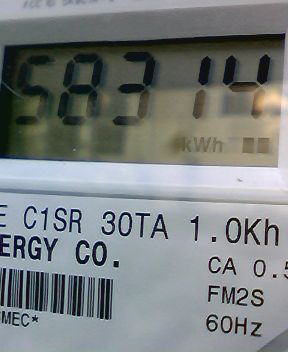 58314
kWh
E C1SR 30TA 1.0Kh
ERGY CO.
CA 0.5
FM2S
MEC*
60Hz